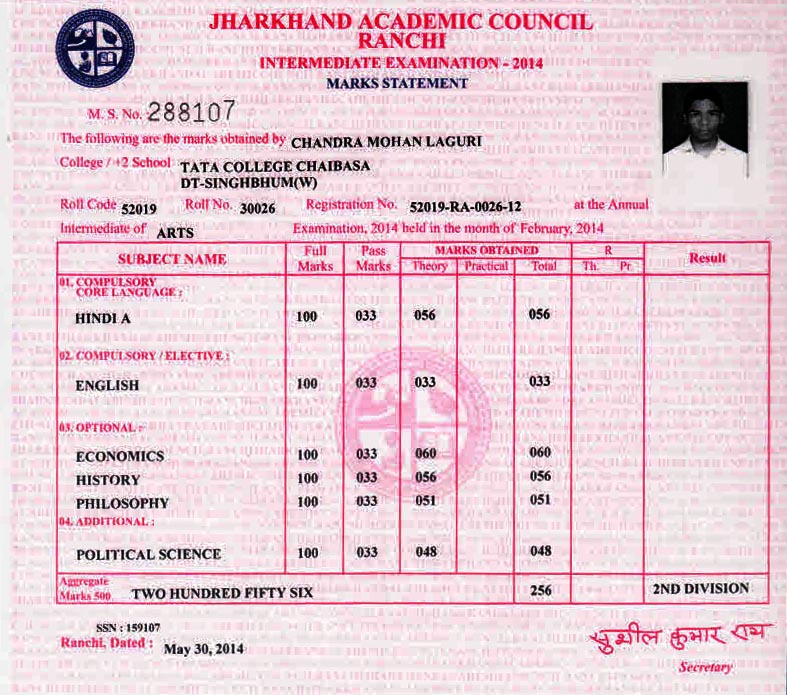 JHARKHAND ACADEMIC COUNCIL
RANCHI
INTERMEDIATE EXAMINATION - 2014
MARKS STATEMENT
M. S. No. 288107
The following are the marks obtained by CHANDRA MOHAN LAGURI
College / +2 School TATA COLLEGE CHAIBASA
DT-SINGHBHUM(W)
Roll Code 52019 Roll No. 30026 Registration No. 52019-RA-0026-12 at the Annual
Intermediate of ARTS Examination, 2014 held in the month of February, 2014
SUBJECT NAME Full Marks Pass Marks MARKS OBTAINED R Result
Theory Practical Total Th. Pr.
01. COMPULSORY
CORE LANGUAGE :
HINDI A 100 033 056 056
02. COMPULSORY / ELECTIVE :
ENGLISH 100 033 033 033
03. OPTIONAL :
ECONOMICS 100 033 060 060
HISTORY 100 033 056 056
PHILOSOPHY 100 033 051 051
04. ADDITIONAL :
POLITICAL SCIENCE 100 033 048 048
Aggregate
Marks 500 TWO HUNDRED FIFTY SIX 256 2ND DIVISION
SSN : 159107
Ranchi, Dated : May 30, 2014
सुशील कुमार राय
Secretary